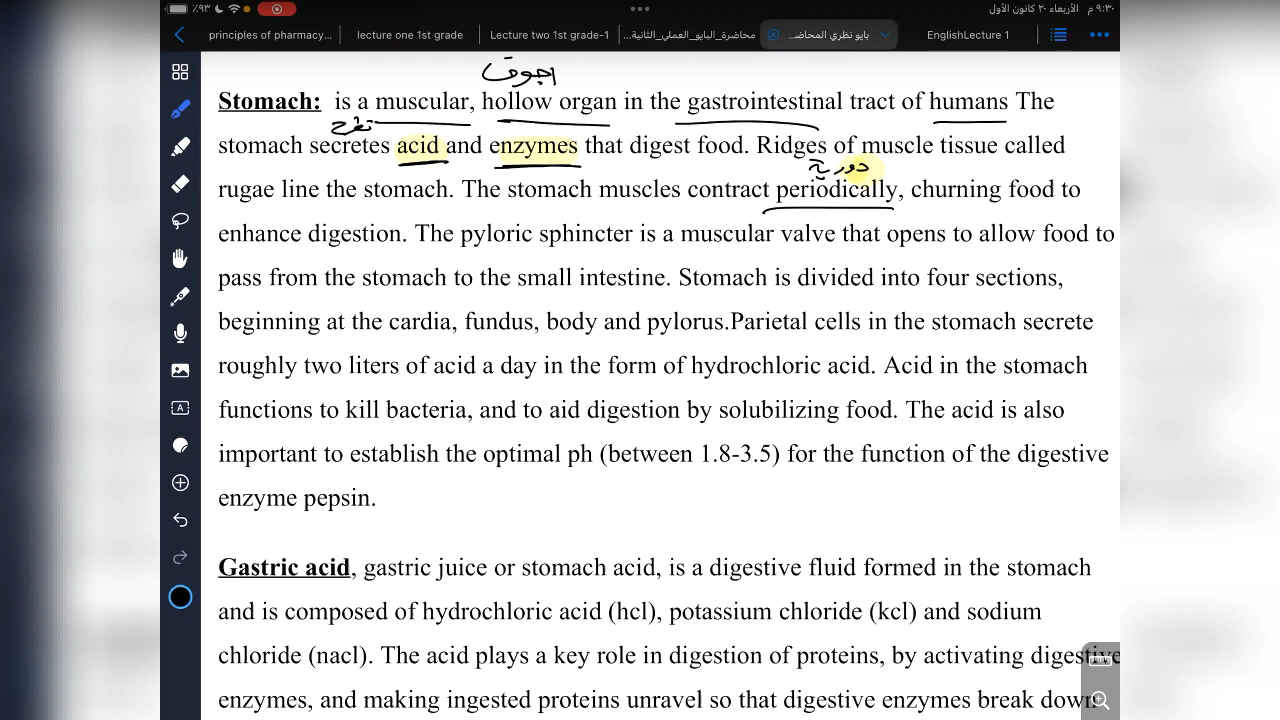 ٩٣٪
الأربعاء ٢٠ كانون الأول ٩:٣٠ م
principles of pharmacy...
lecture one 1st grade
Lecture two 1st grade-1
محاضرة_البايو_العملي_الثانية...
بايو نظري المحاضـ...
EnglishLecture 1
اجوف
Stomach: is a muscular, hollow organ in the gastrointestinal tract of humans The
تفرح
stomach secretes acid and enzymes that digest food. Ridges of muscle tissue called
دورية
rugae line the stomach. The stomach muscles contract periodically, churning food to
enhance digestion. The pyloric sphincter is a muscular valve that opens to allow food to
pass from the stomach to the small intestine. Stomach is divided into four sections,
beginning at the cardia, fundus, body and pylorus.Parietal cells in the stomach secrete
roughly two liters of acid a day in the form of hydrochloric acid. Acid in the stomach
functions to kill bacteria, and to aid digestion by solubilizing food. The acid is also
important to establish the optimal ph (between 1.8-3.5) for the function of the digestive
enzyme pepsin.
Gastric acid, gastric juice or stomach acid, is a digestive fluid formed in the stomach
and is composed of hydrochloric acid (hcl), potassium chloride (kcl) and sodium
chloride (nacl). The acid plays a key role in digestion of proteins, by activating digestive
enzymes, and making ingested proteins unravel so that digestive enzymes break down